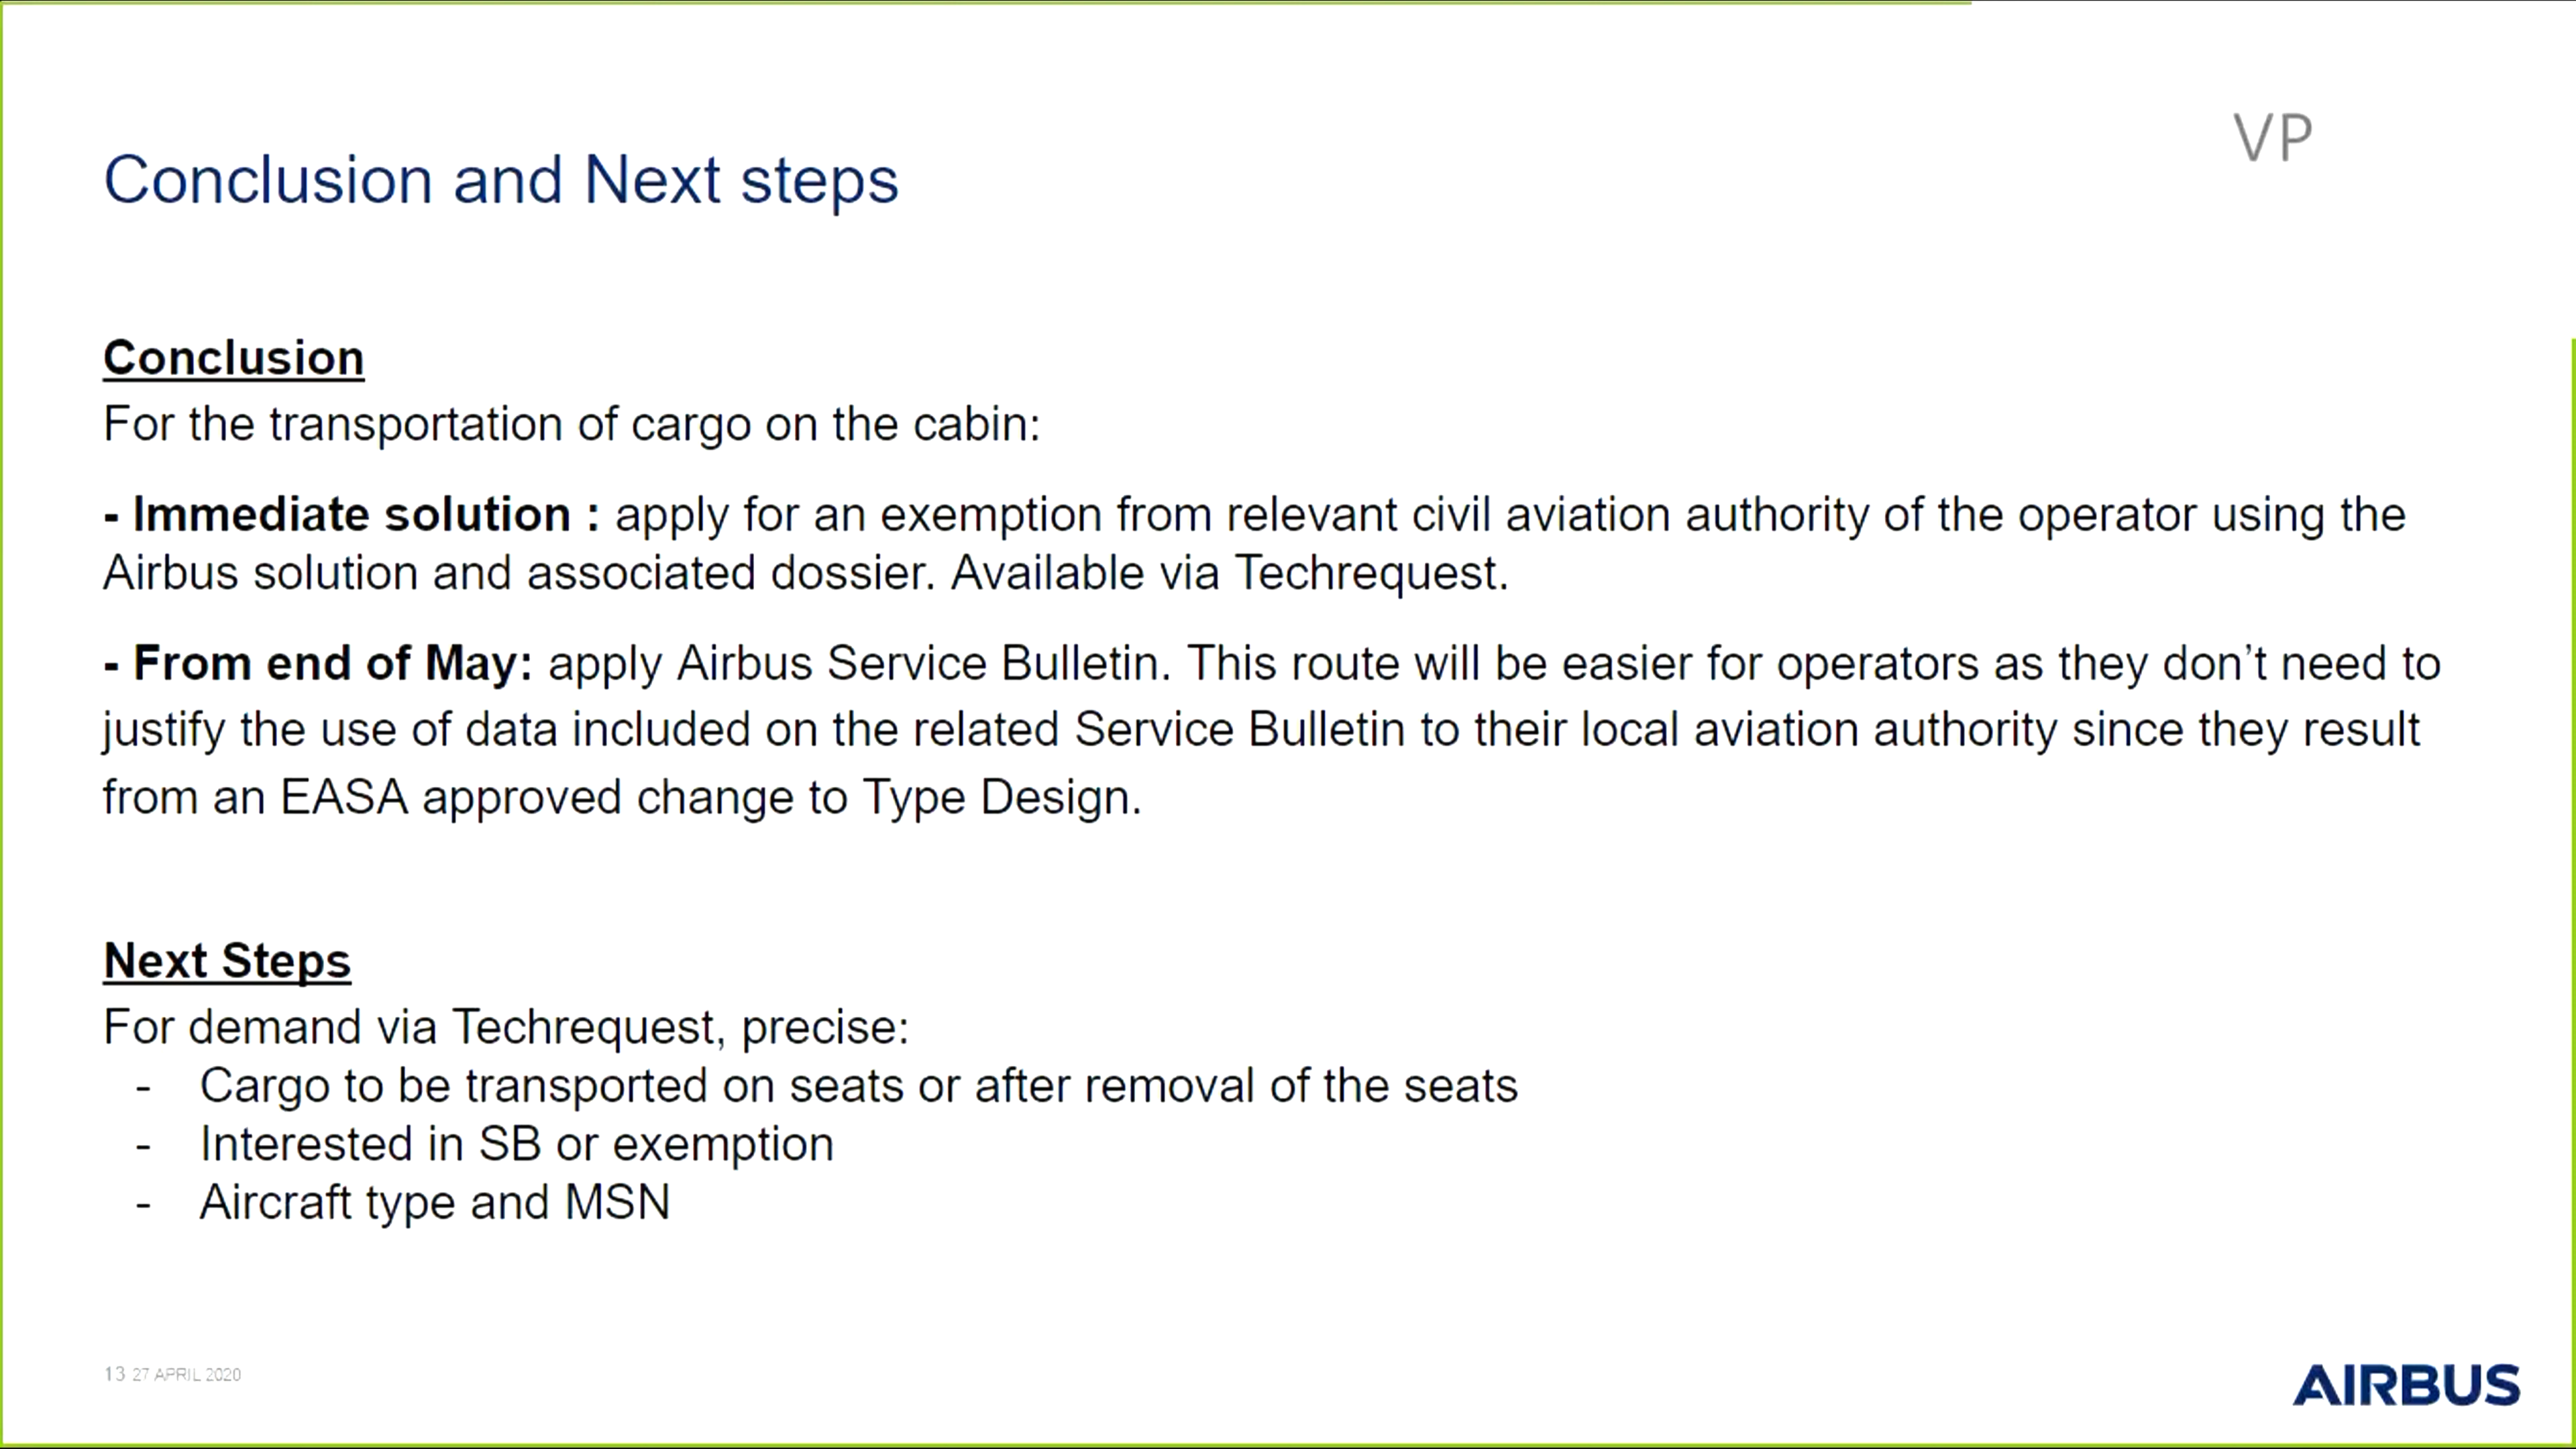 VP
Conclusion and Next steps
Conclusion
For the transportation of cargo on the cabin:
- Immediate solution : apply for an exemption from relevant civil aviation authority of the operator using the
Airbus solution and associated dossier. Available via Techrequest.
- From end of May: apply Airbus Service Bulletin. This route will be easier for operators as they don't need to
justify the use of data included on the related Service Bulletin to their local aviation authority since they result
from an EASA approved change to Type Design.
Next Steps
For demand via Techrequest, precise:
- Cargo to be transported on seats or after removal of the seats
- Interested in SB or exemption
- Aircraft type and MSN
13 27 APRIL 2020
AIRBUS